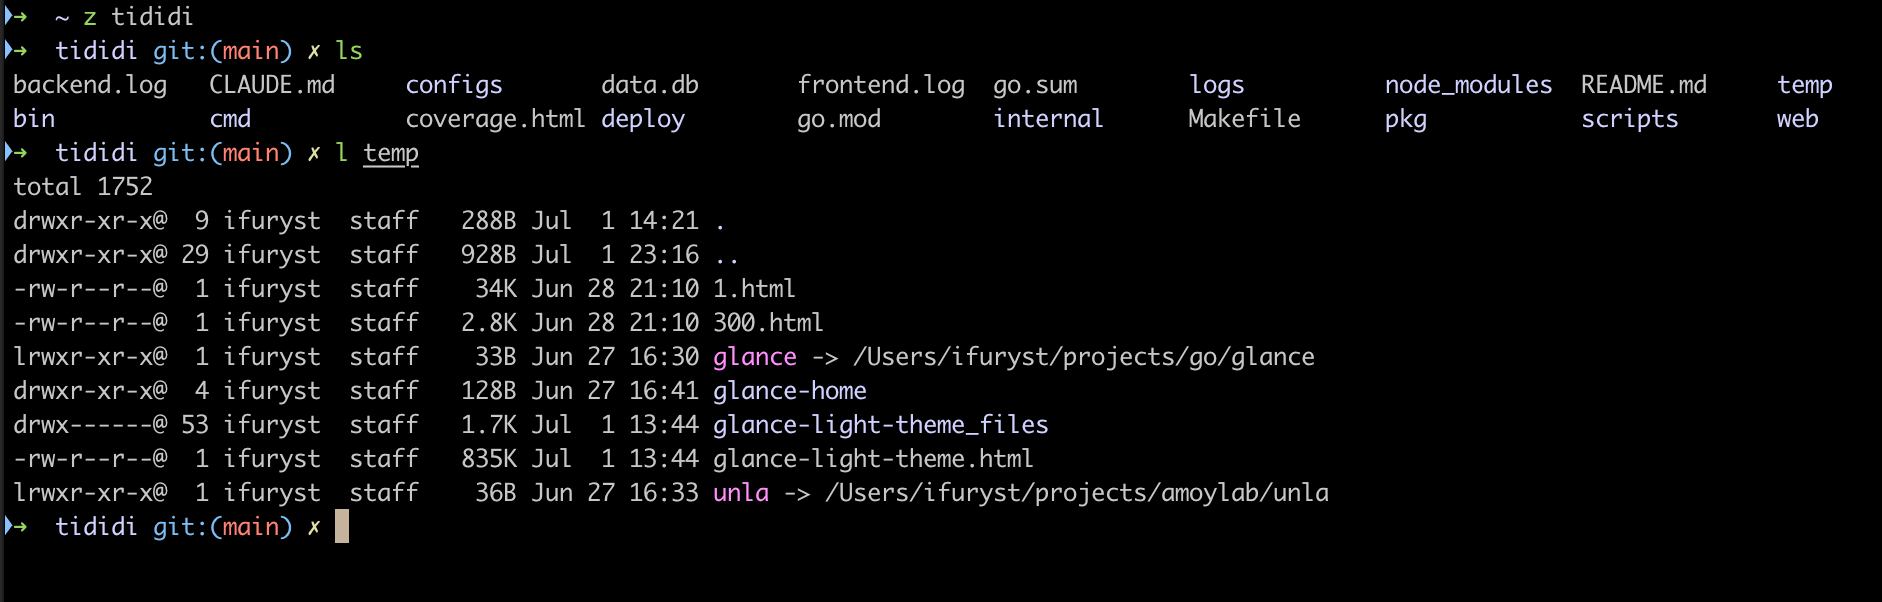 ➜  ~ z tididi
➜  tididi git:(main) ✗ ls
backend.log   CLAUDE.md     configs       data.db       frontend.log  go.sum        logs          node_modules  README.md     temp
bin           cmd           coverage.html deploy        go.mod        internal      Makefile      pkg           scripts       web
➜  tididi git:(main) ✗ l temp
total 1752
drwxr-xr-x@  9 ifuryst  staff   288B Jul  1 14:21 .
drwxr-xr-x@ 29 ifuryst  staff   928B Jul  1 23:16 ..
-rw-r--r--@  1 ifuryst  staff    34K Jun 28 21:10 1.html
-rw-r--r--@  1 ifuryst  staff   2.8K Jun 28 21:10 300.html
lrwxr-xr-x@  1 ifuryst  staff    33B Jun 27 16:30 glance -> /Users/ifuryst/projects/go/glance
drwxr-xr-x@  4 ifuryst  staff   128B Jun 27 16:41 glance-home
drwx------@ 53 ifuryst  staff   1.7K Jul  1 13:44 glance-light-theme_files
-rw-r--r--@  1 ifuryst  staff   835K Jul  1 13:44 glance-light-theme.html
lrwxr-xr-x@  1 ifuryst  staff    36B Jun 27 16:33 unla -> /Users/ifuryst/projects/amoylab/unla
➜  tididi git:(main) ✗